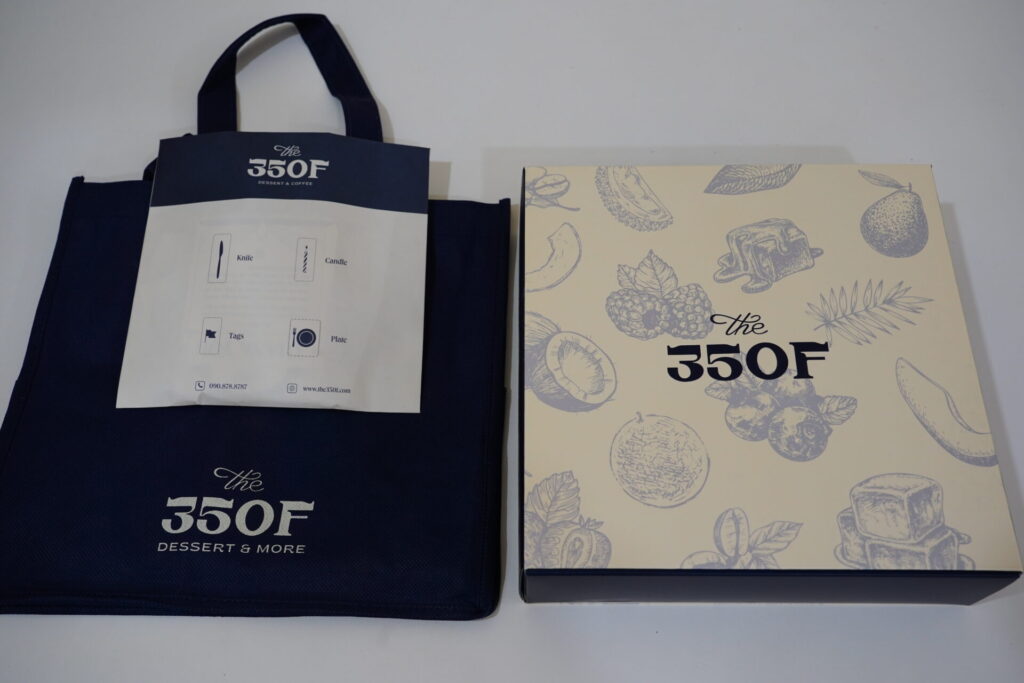 the
350F
DESSERT & COFFEE
Knife
Candle
Tags
Plate
090.878.8787
www.the350f.com
the
350F
DESSERT & MORE
the
350F